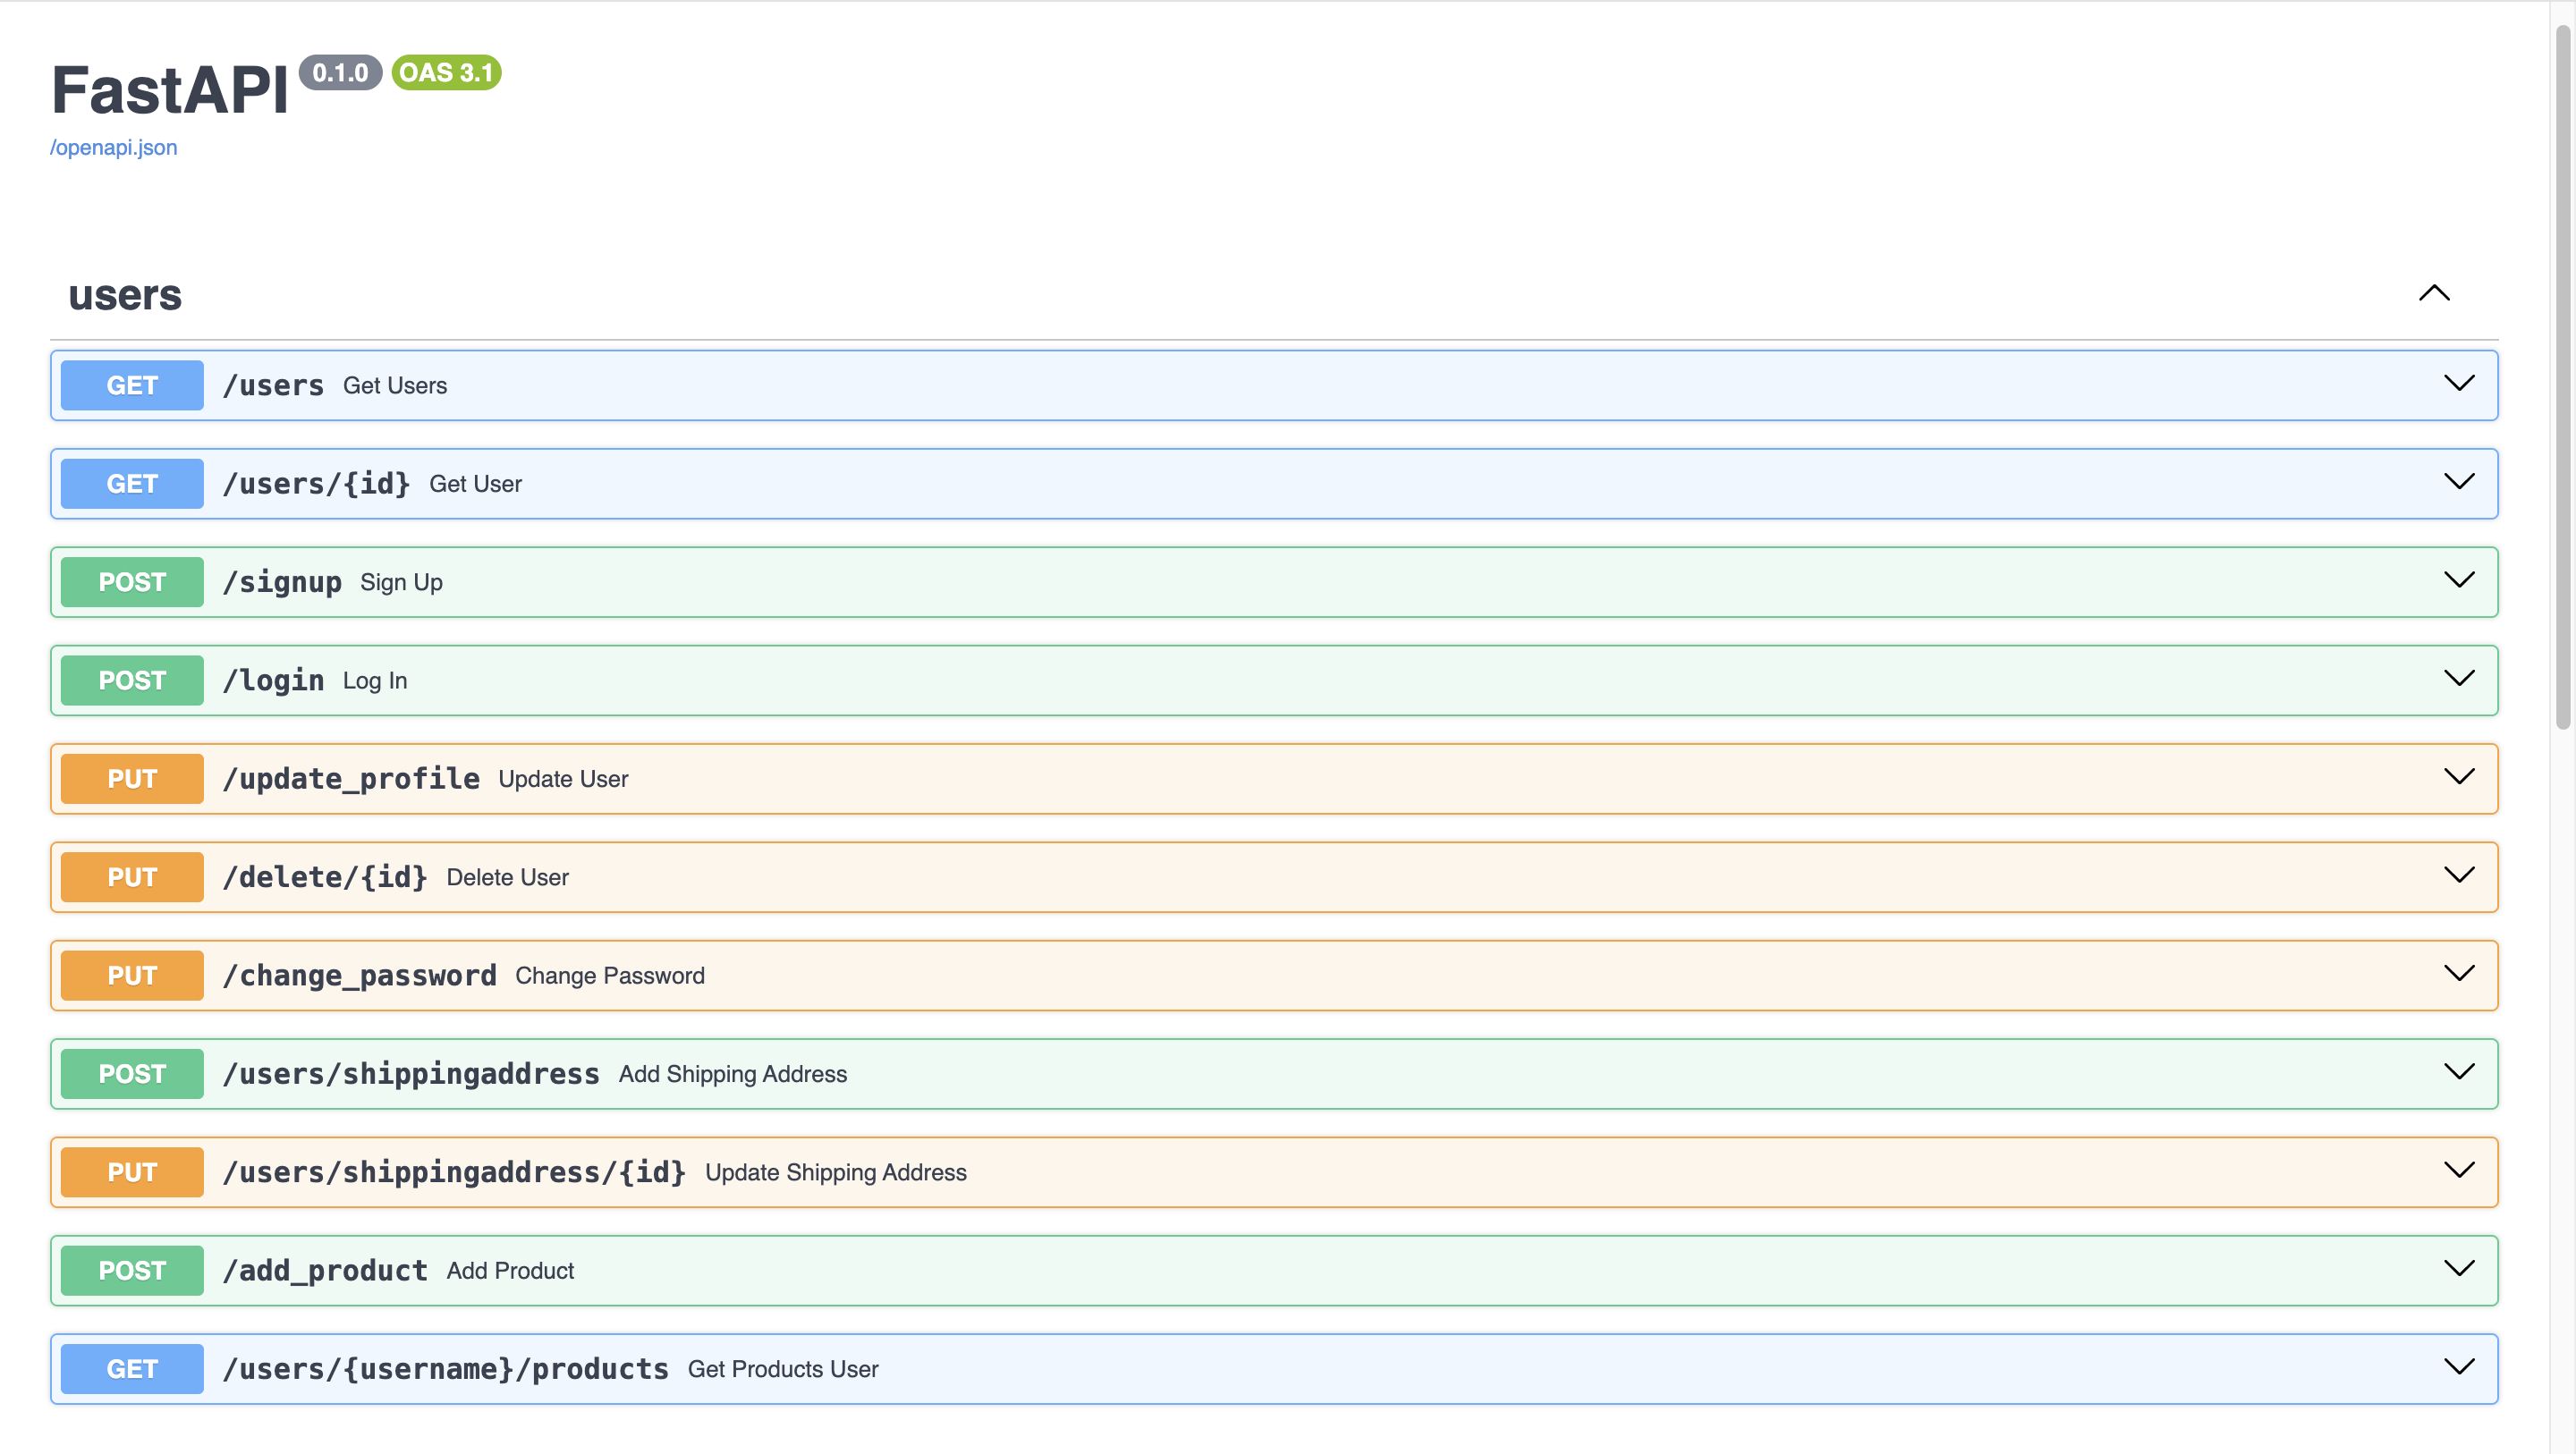 FastAPI 0.1.0 OAS 3.1
/openapi.json
users
GET /users Get Users
GET /users/{id} Get User
POST /signup Sign Up
POST /login Log In
PUT /update_profile Update User
PUT /delete/{id} Delete User
PUT /change_password Change Password
POST /users/shippingaddress Add Shipping Address
PUT /users/shippingaddress/{id} Update Shipping Address
POST /add_product Add Product
GET /users/{username}/products Get Products User